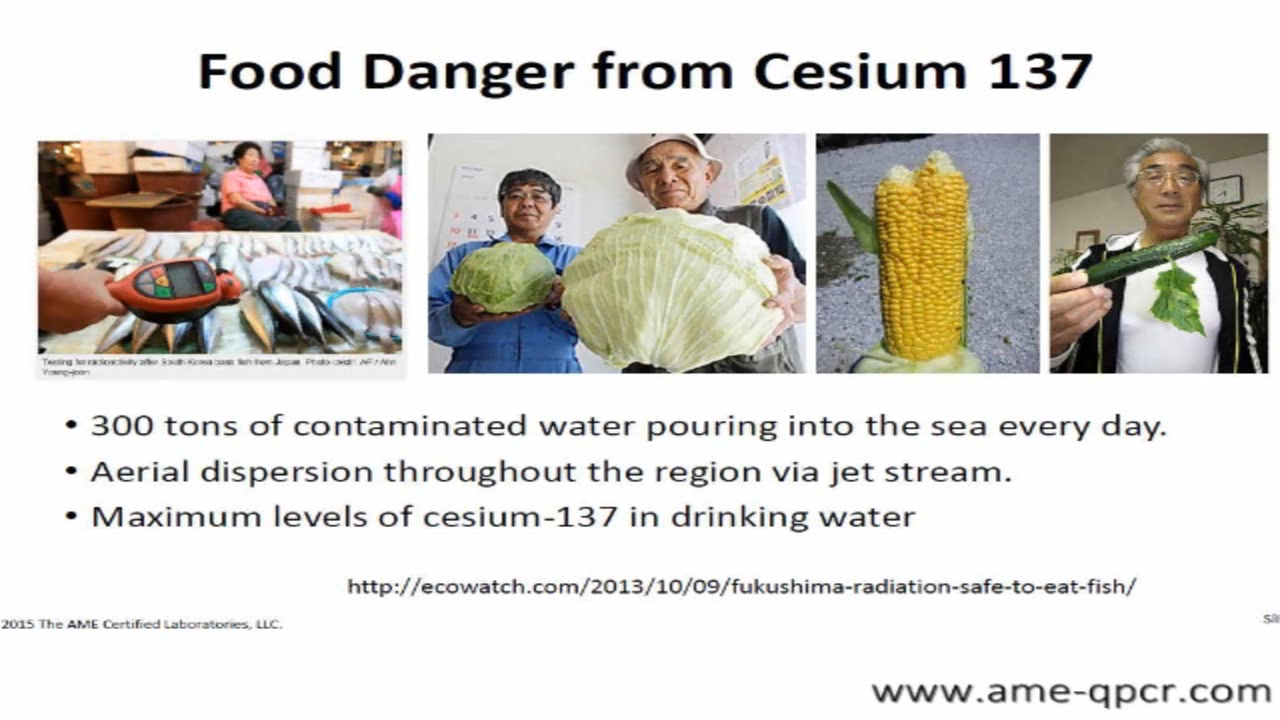 Food Danger from Cesium 137
Testing for radioactivity after South Korea bans fish from Japan. Photo credit: AP / Ahn
Young-joon
• 300 tons of contaminated water pouring into the sea every day.
• Aerial dispersion throughout the region via jet stream.
• Maximum levels of cesium-137 in drinking water
http://ecowatch.com/2013/10/09/fukushima-radiation-safe-to-eat-fish/
2015 The AME Certified Laboratories, LLC.
www.ame-qpcr.com